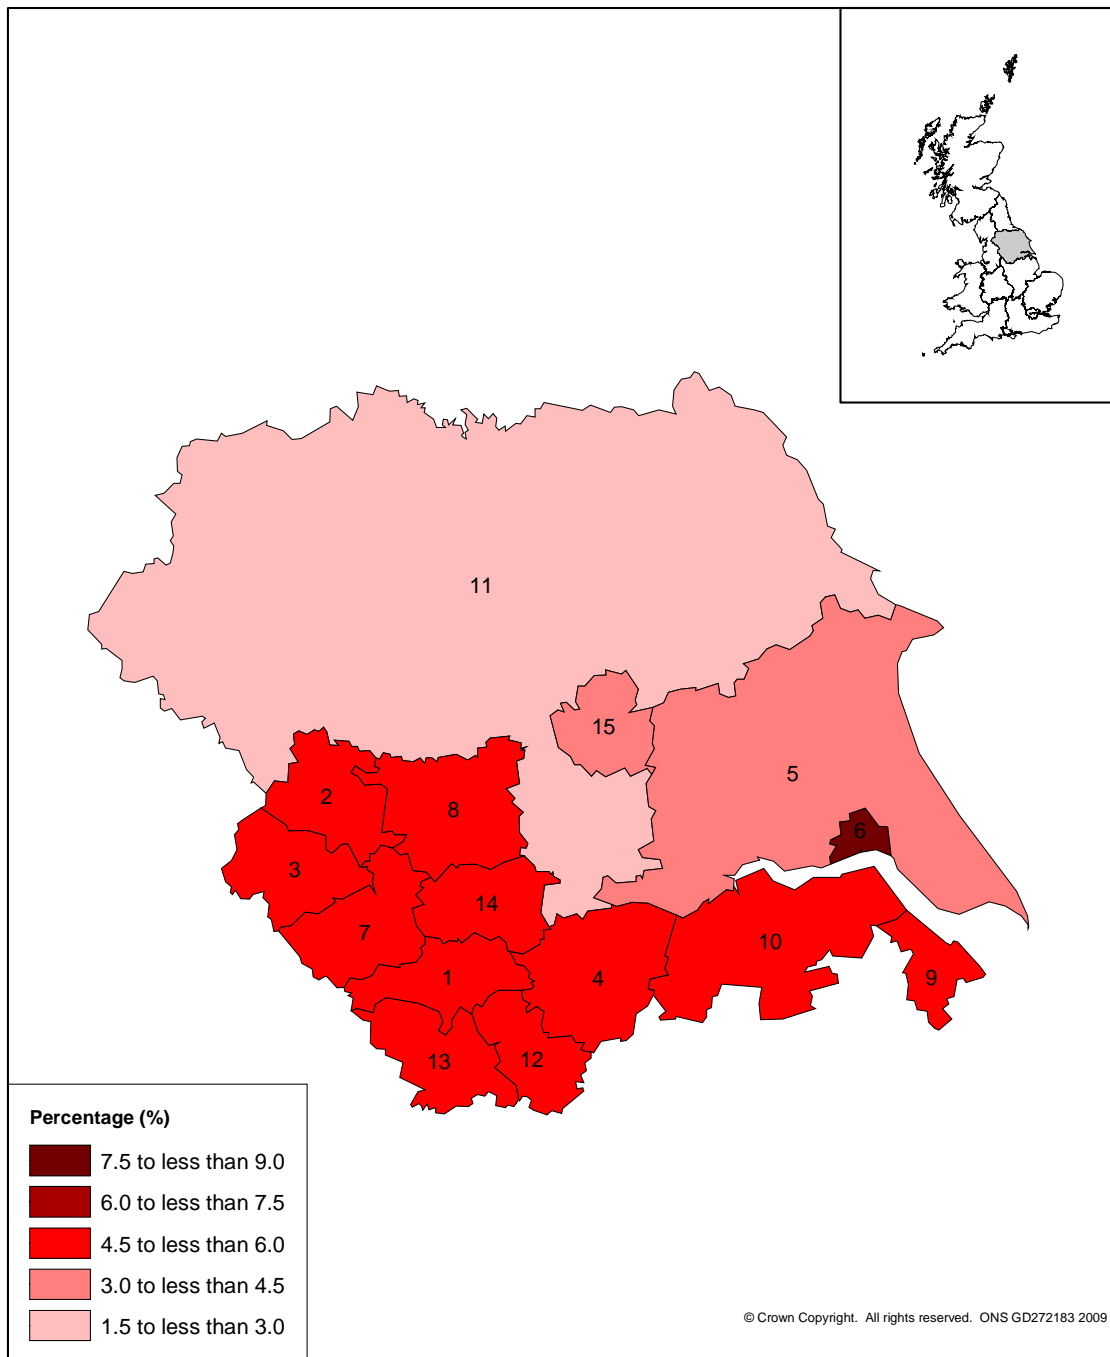 11
15
5
2
8
6
3
14
7
10
1
4
9
13
12
Percentage (%)
7.5 to less than 9.0
6.0 to less than 7.5
4.5 to less than 6.0
3.0 to less than 4.5
1.5 to less than 3.0
© Crown Copyright. All rights reserved. ONS GD272183 2009